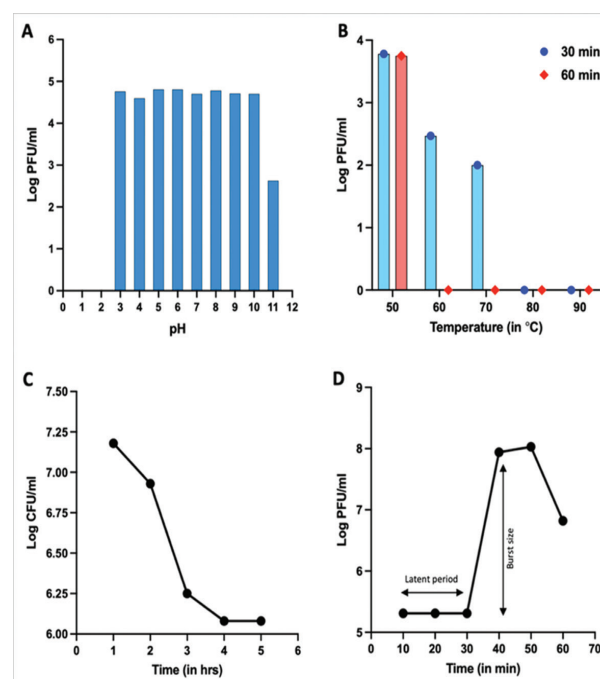 A
Log PFU/ml
6
5
4
3
2
1
0
0 1 2 3 4 5 6 7 8 9 10 11 12
pH
B
30 min
60 min
Log PFU/ml
4
3
2
1
0
50 60 70 80 90
Temperature (in °C)
C
Log CFU/ml
7.50
7.25
7.00
6.75
6.50
6.25
6.00
0 1 2 3 4 5 6
Time (in hrs)
D
Log PFU/ml
9
8
7
6
5
Latent period
Burst size
0 10 20 30 40 50 60 70
Time (in min)